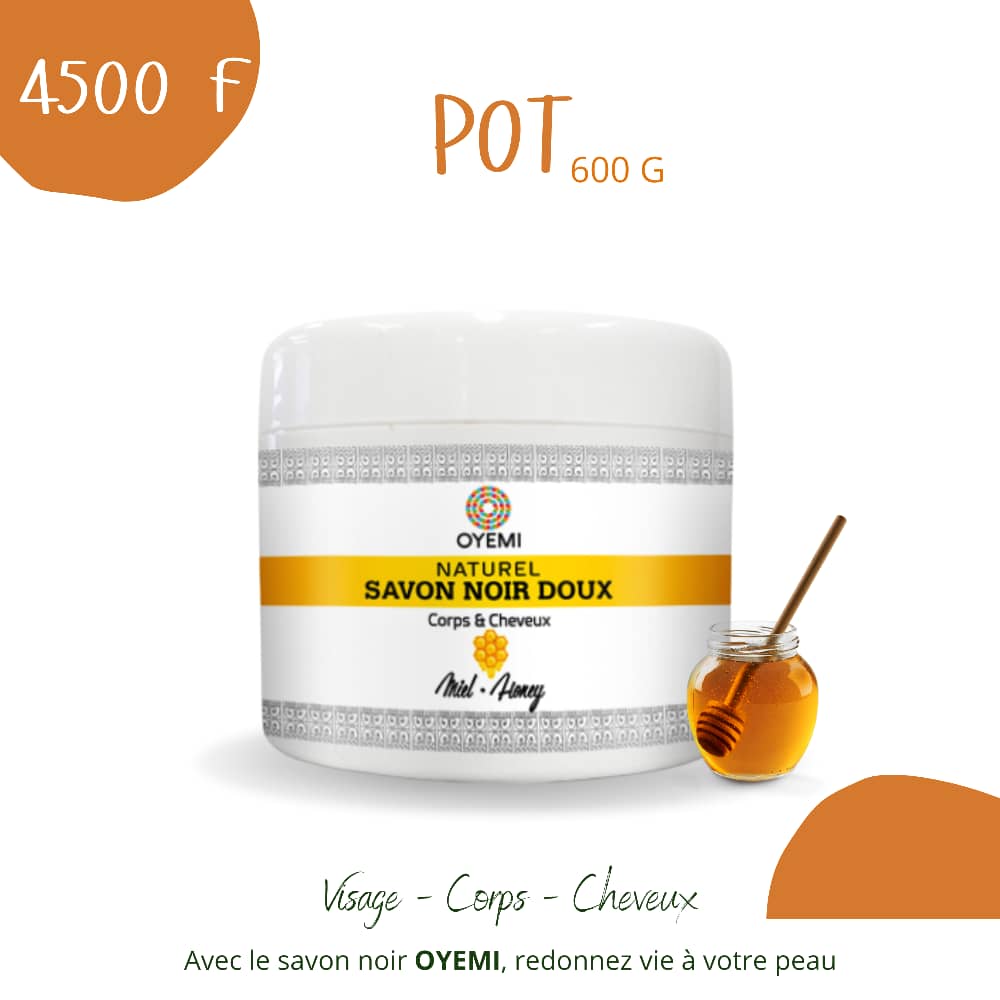 4500 F
POT 600 G
OYEMI
NATUREL
SAVON NOIR DOUX
Corps & Cheveux
Miel • Honey
Visage - Corps - Cheveux
Avec le savon noir OYEMI, redonnez vie à votre peau